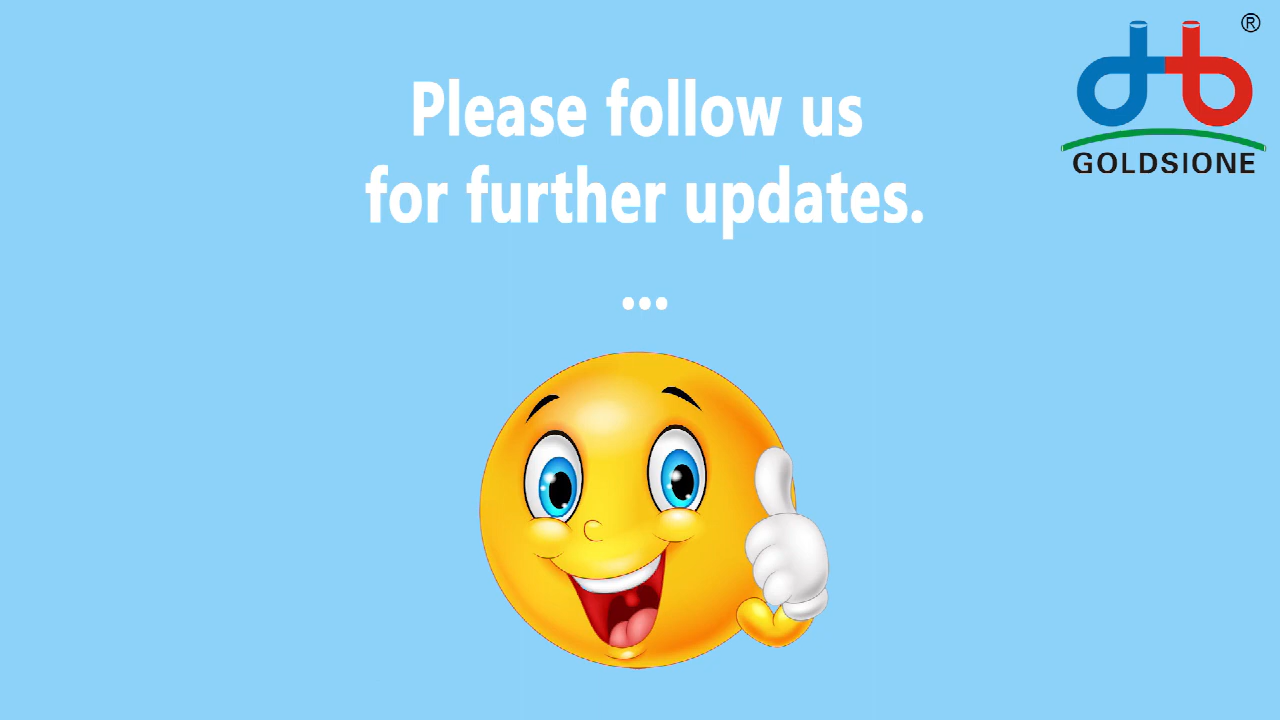 Please follow us
for further updates.
...
®
GOLDSIONE